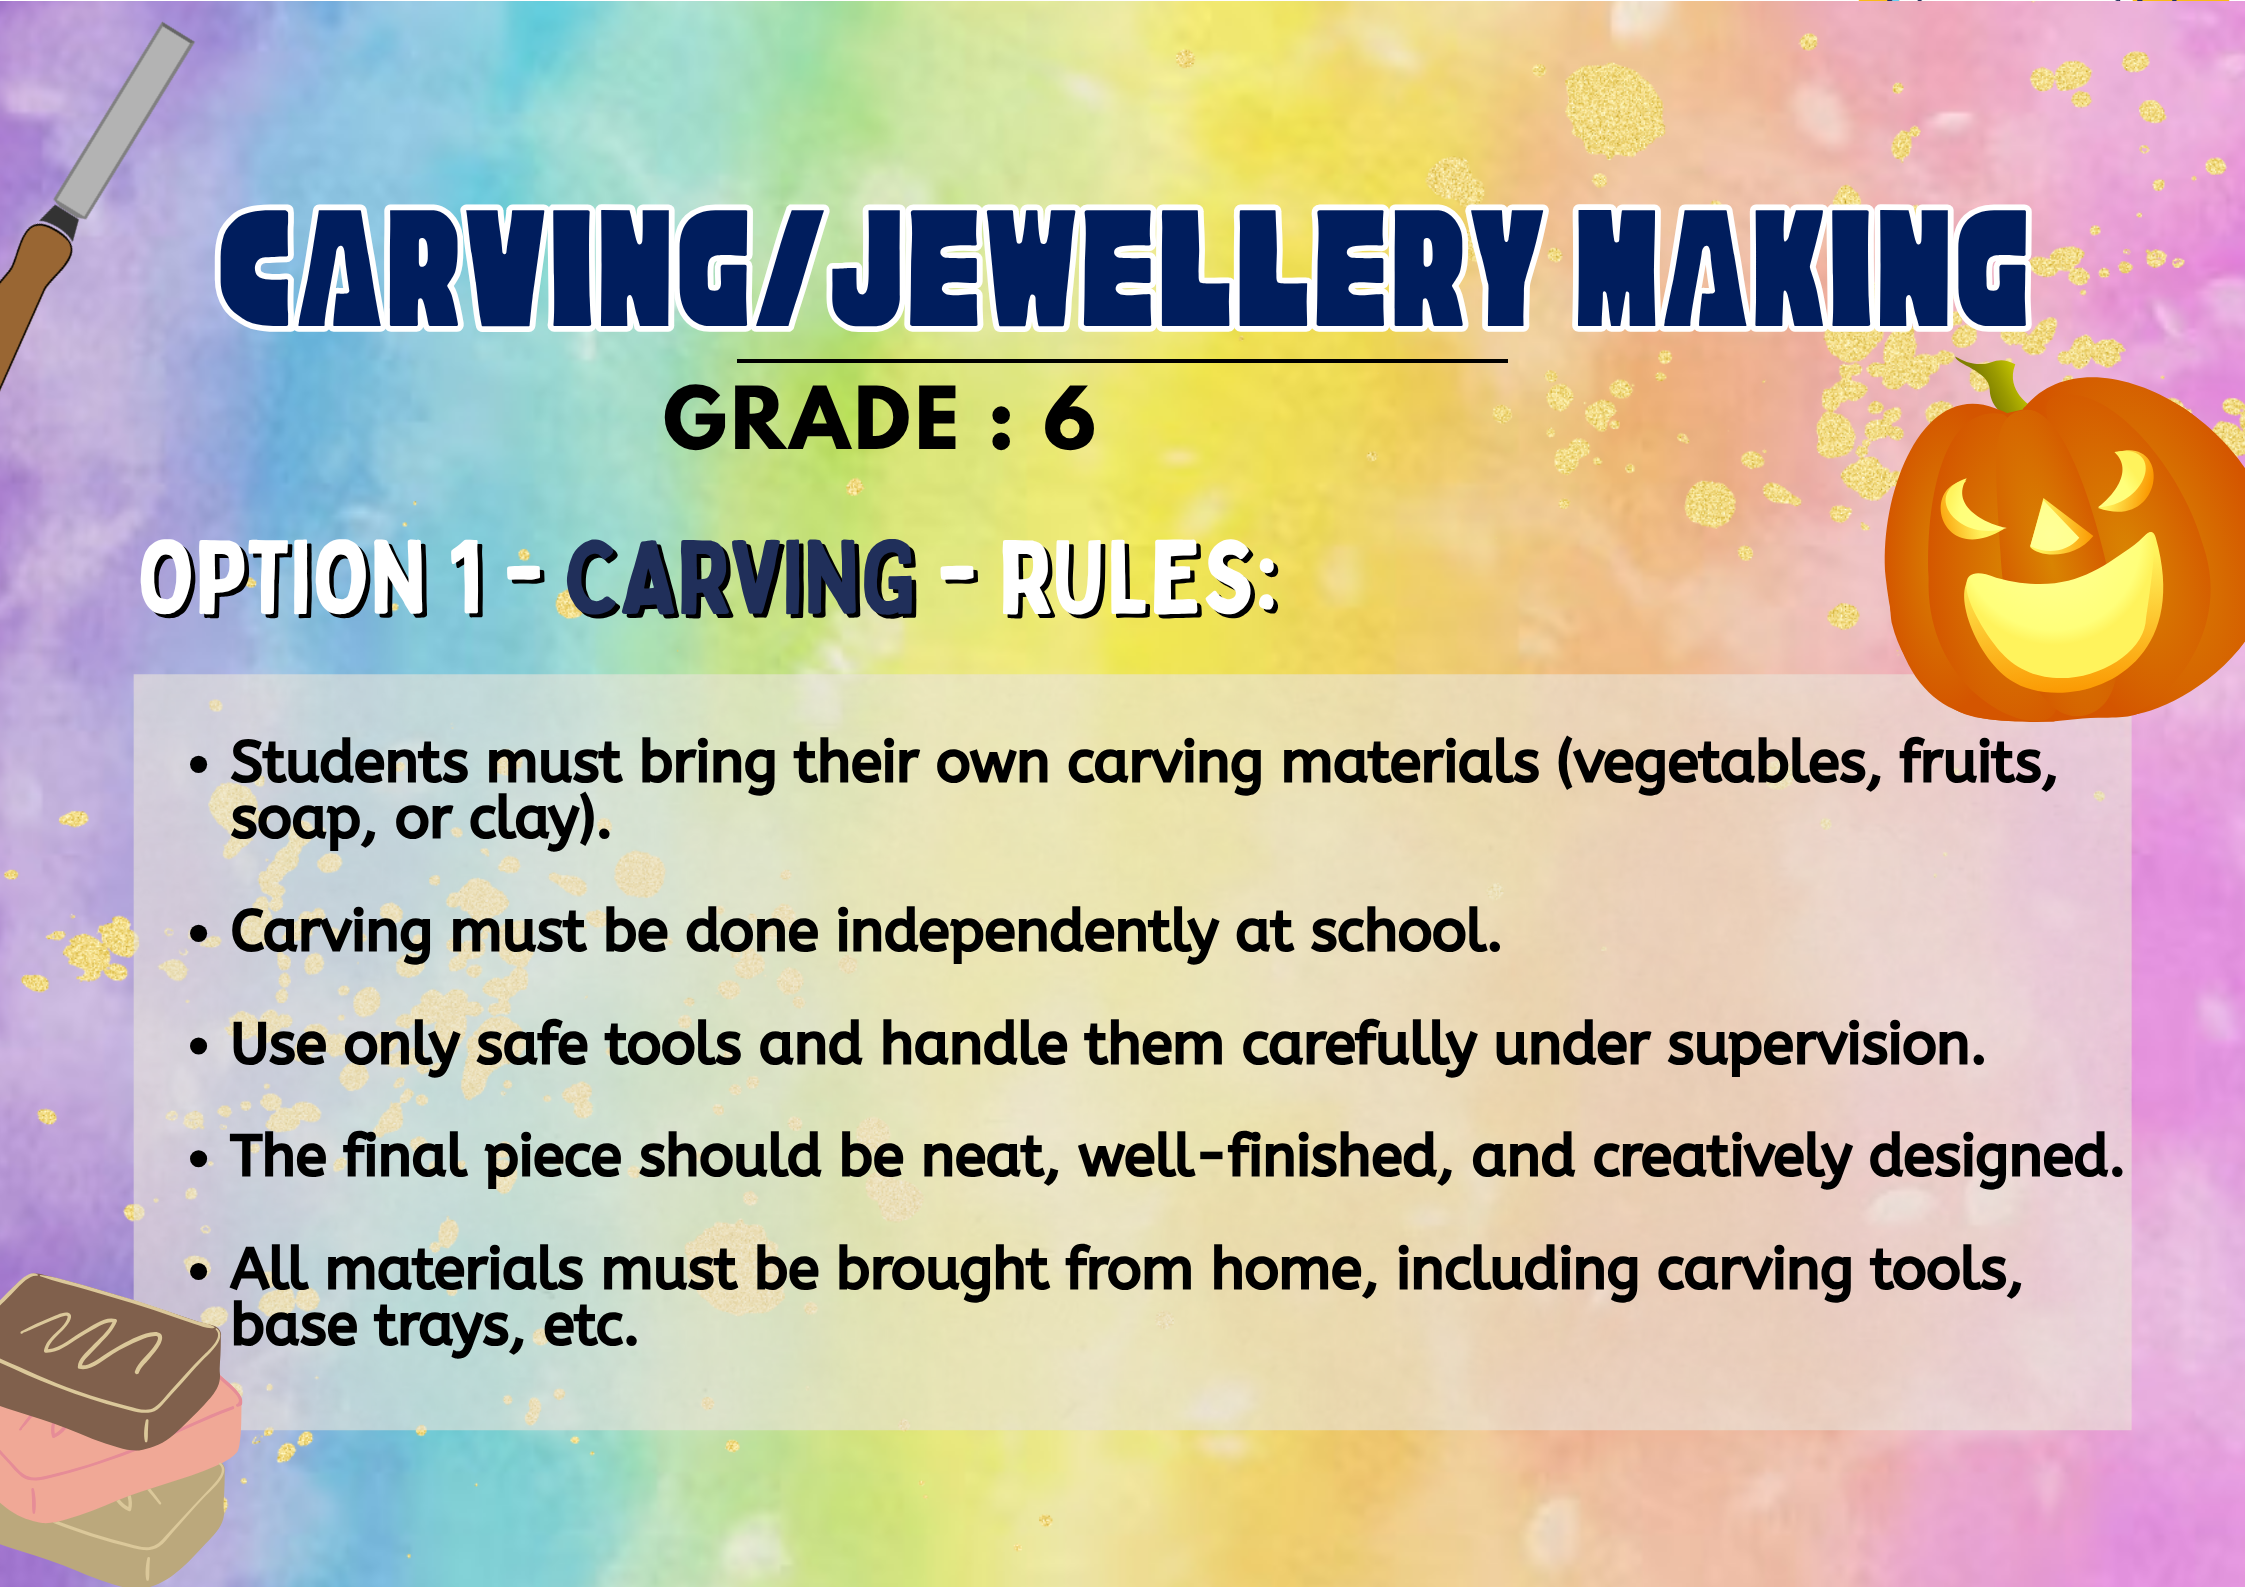 CARVING/JEWELLERY MAKING
GRADE : 6
OPTION 1 - CARVING - RULES:
• Students must bring their own carving materials (vegetables, fruits,
soap, or clay).
• Carving must be done independently at school.
• Use only safe tools and handle them carefully under supervision.
• The final piece should be neat, well-finished, and creatively designed.
• All materials must be brought from home, including carving tools,
base trays, etc.